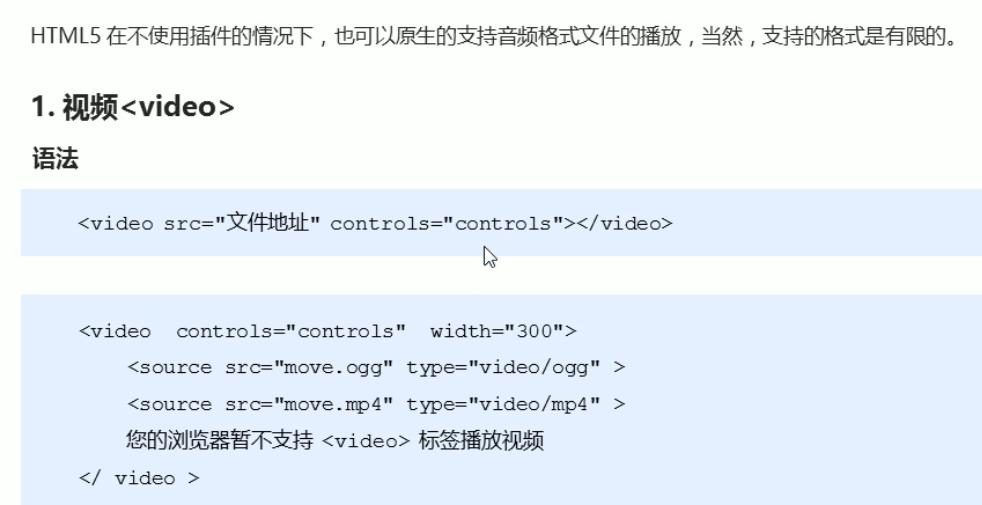 HTML5 在不使用插件的情况下，也可以原生的支持音频格式文件的播放，当然，支持的格式是有限的。
1. 视频<video>
语法
<video src="文件地址" controls="controls"></video>
<video  controls="controls"  width="300">
<source src="move.ogg" type="video/ogg" >
<source src="move.mp4" type="video/mp4" >
您的浏览器暂不支持 <video> 标签播放视频
</ video >